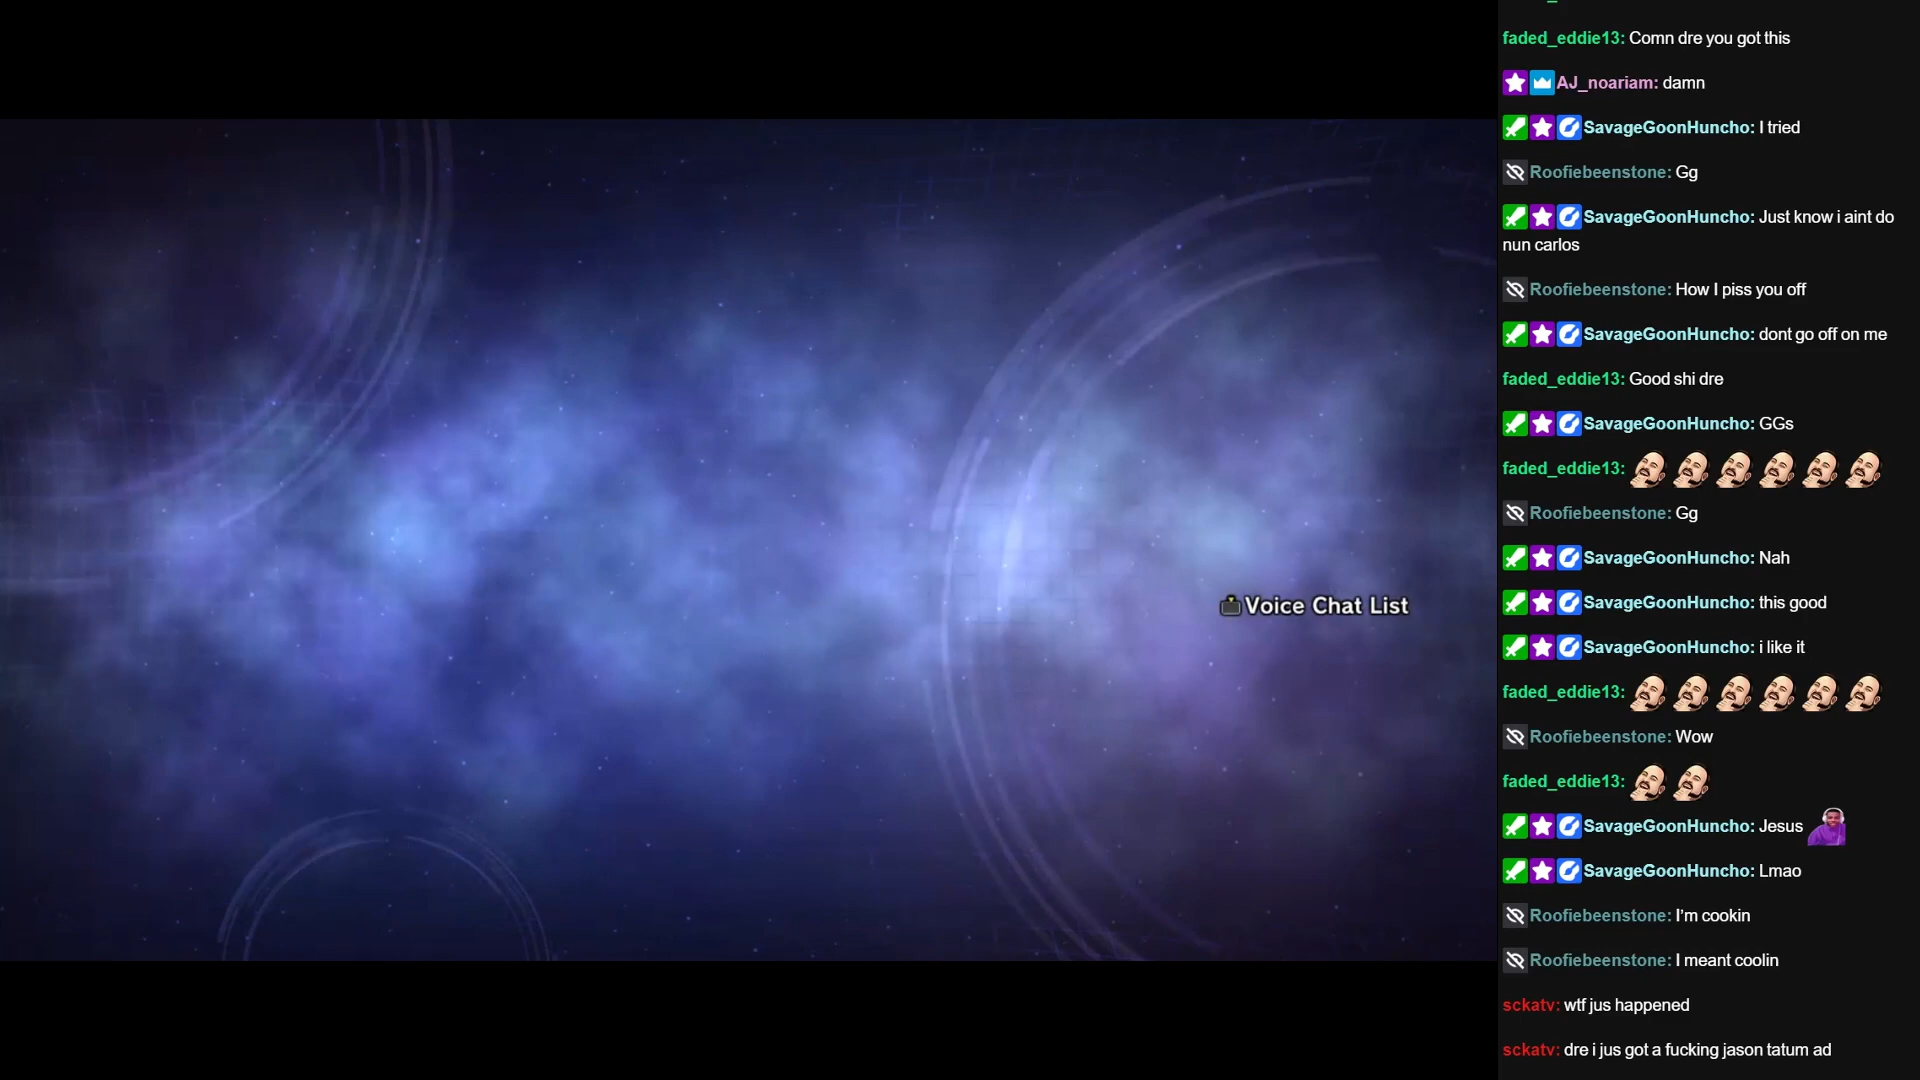 faded_eddie13: Comn dre you got this
AJ_noariam: damn
SavageGoonHuncho: I tried
Roofiebeenstone: Gg
SavageGoonHuncho: Just know i aint do
nun carlos
Roofiebeenstone: How I piss you off
SavageGoonHuncho: dont go off on me
faded_eddie13: Good shi dre
SavageGoonHuncho: GGs
faded_eddie13:
Roofiebeenstone: Gg
SavageGoonHuncho: Nah
SavageGoonHuncho: this good
Voice Chat List
SavageGoonHuncho: i like it
faded_eddie13:
Roofiebeenstone: Wow
faded_eddie13:
SavageGoonHuncho: Jesus
SavageGoonHuncho: Lmao
Roofiebeenstone: I'm cookin
Roofiebeenstone: I meant coolin
sckatv: wtf jus happened
sckatv: dre i jus got a fucking jason tatum ad